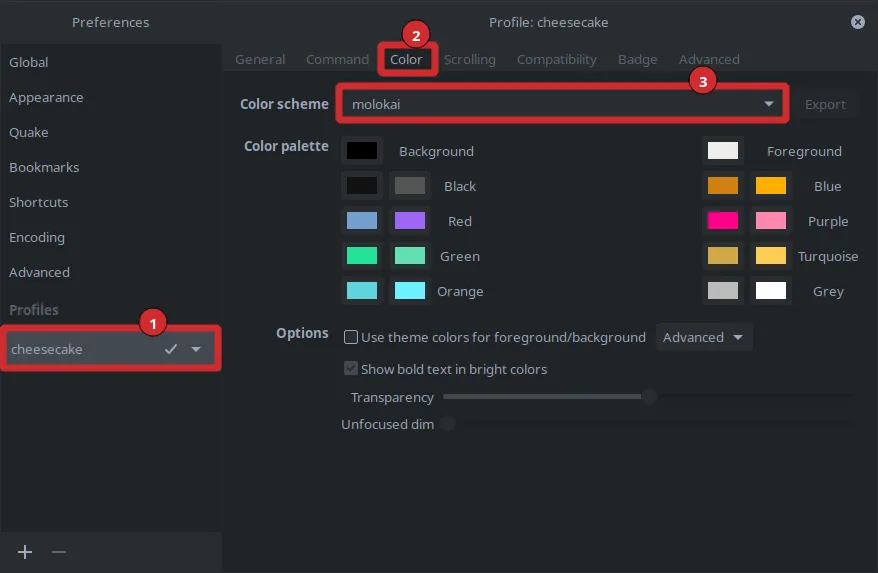 Preferences
Profile: cheesecake
Global
Appearance
Quake
Bookmarks
Shortcuts
Encoding
Advanced
Profiles
1
cheesecake
2
General Command Color Scrolling Compatibility Badge Advanced
3
Color scheme molokai Export
Color palette Background Foreground
Black Blue
Red Purple
Green Turquoise
Orange Grey
Options Use theme colors for foreground/background Advanced
Show bold text in bright colors
Transparency
Unfocused dim